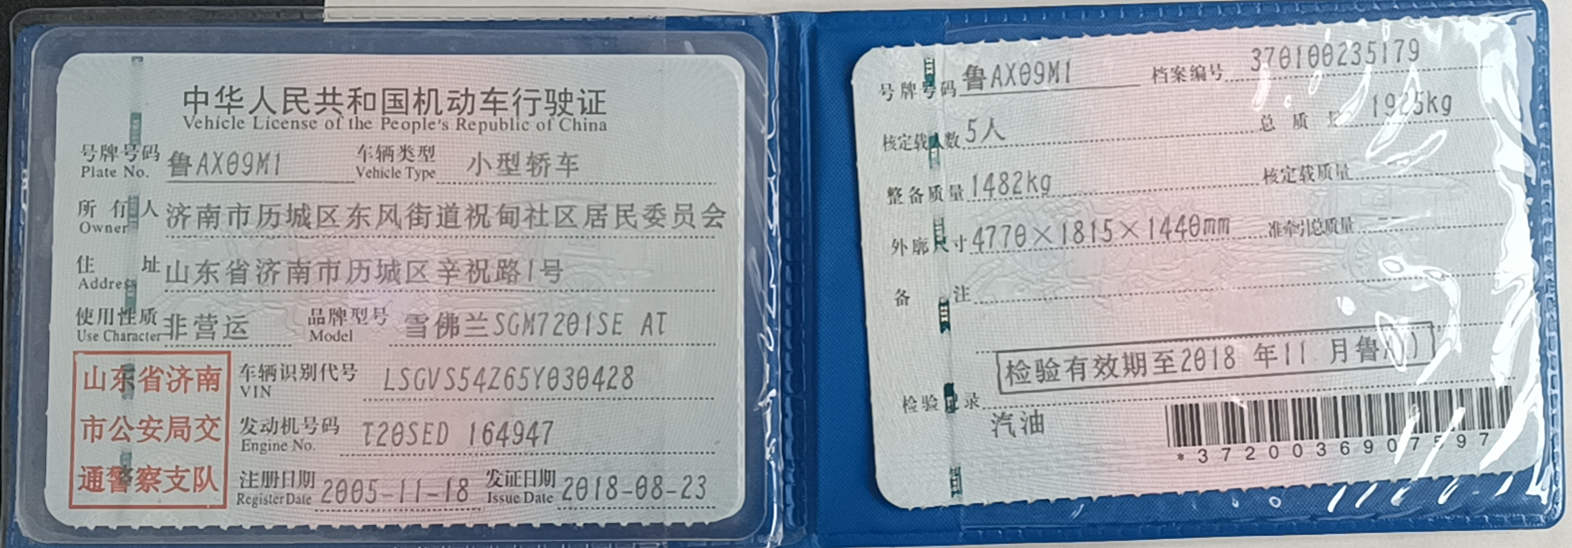 中华人民共和国机动车行驶证
Vehicle License of the People's Republic of China
号牌号码 鲁AX09M1 车辆类型 小型轿车
Plate No. Vehicle Type
所有人 济南市历城区东风街道祝甸社区居民委员会
Owner
住址 山东省济南市历城区辛祝路1号
Address
使用性质 非营运 品牌型号 雪佛兰SGM7201SE AT
Use Character Model
山东省济南
市公安局交
通警察支队
车辆识别代号 LSGVS54Z65Y030428
VIN
发动机号码 T20SED 164947
Engine No.
注册日期 2005-11-18 发证日期 2018-08-23
Register Date Issue Date
号牌号码 鲁AX09M1 档案编号 370100235179
核定载人数 5人 总质量 1925kg
整备质量 1482kg 核定载质量
外廓尺寸 4770×1815×1440mm 准牵引总质量 --
备注
检验有效期至2018 年11 月鲁A
检验记录
汽油
*3720036907597